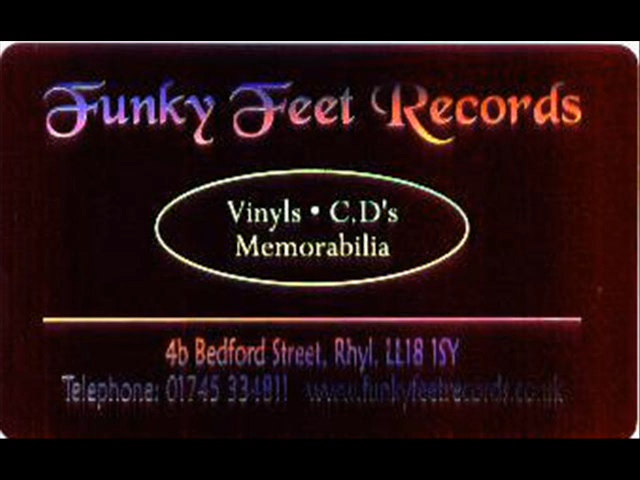 Funky Feet Records
Vinyls • C.D's
Memorabilia
4b Bedford Street, Rhyl, LL18 1SY
Telephone: 01745 334811 www.funkyfeetrecords.co.uk